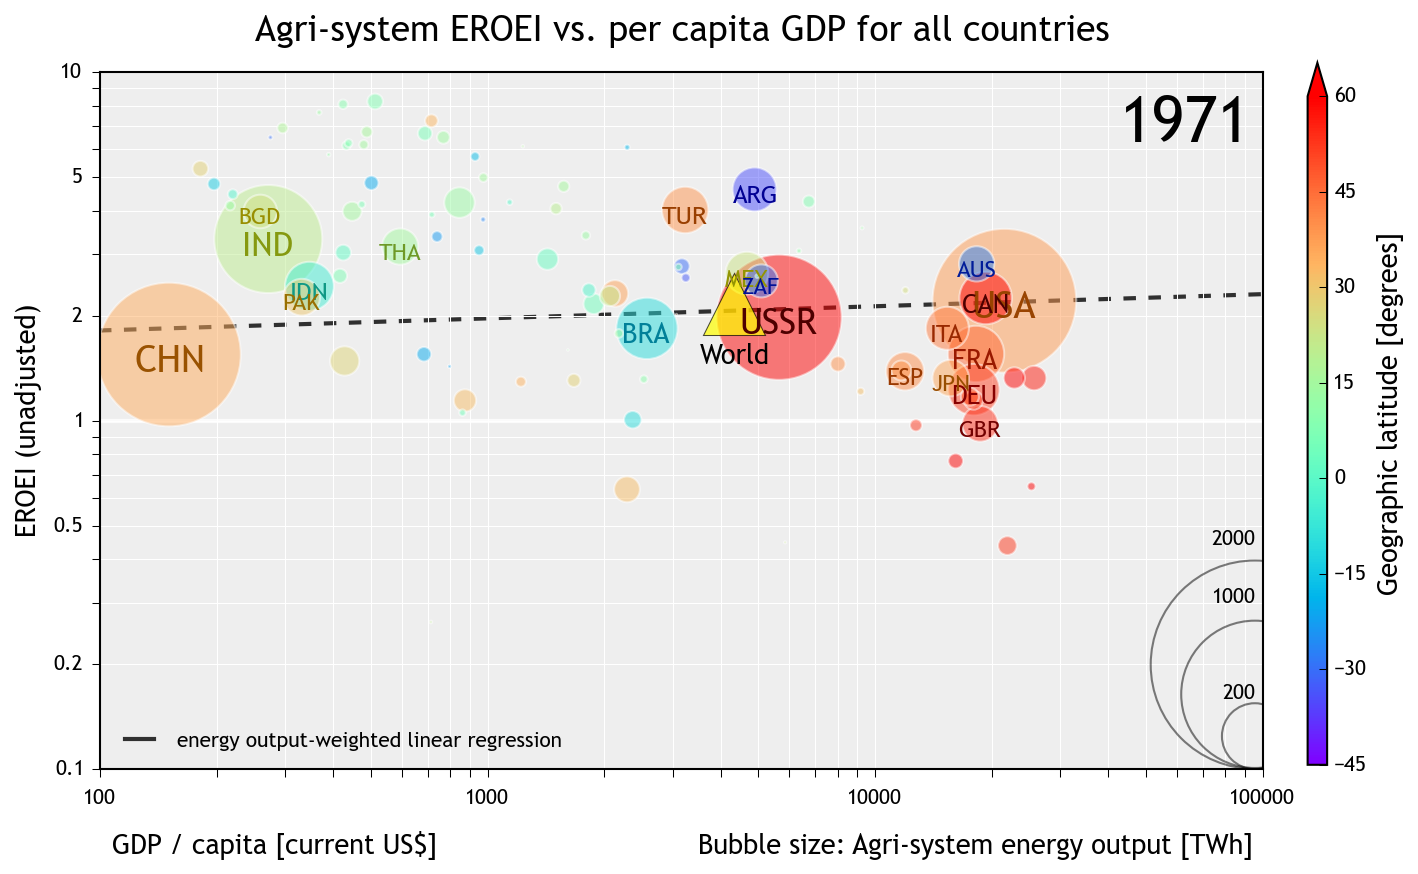 Agri-system EROEI vs. per capita GDP for all countries
1971
10
5
2
1
0.5
0.2
0.1
EROEI (unadjusted)
ARG
TUR
BGD
IND
THA
IDN
PAK
CHN
BRA
MEX
ZAF
USSR
World
AUS
CAN
USA
ITA
FRA
ESP
JPN
DEU
GBR
2000
1000
200
energy output-weighted linear regression
100
1000
10000
100000
GDP / capita [current US$]
Bubble size: Agri-system energy output [TWh]
60
45
30
15
0
−15
−30
−45
Geographic latitude [degrees]